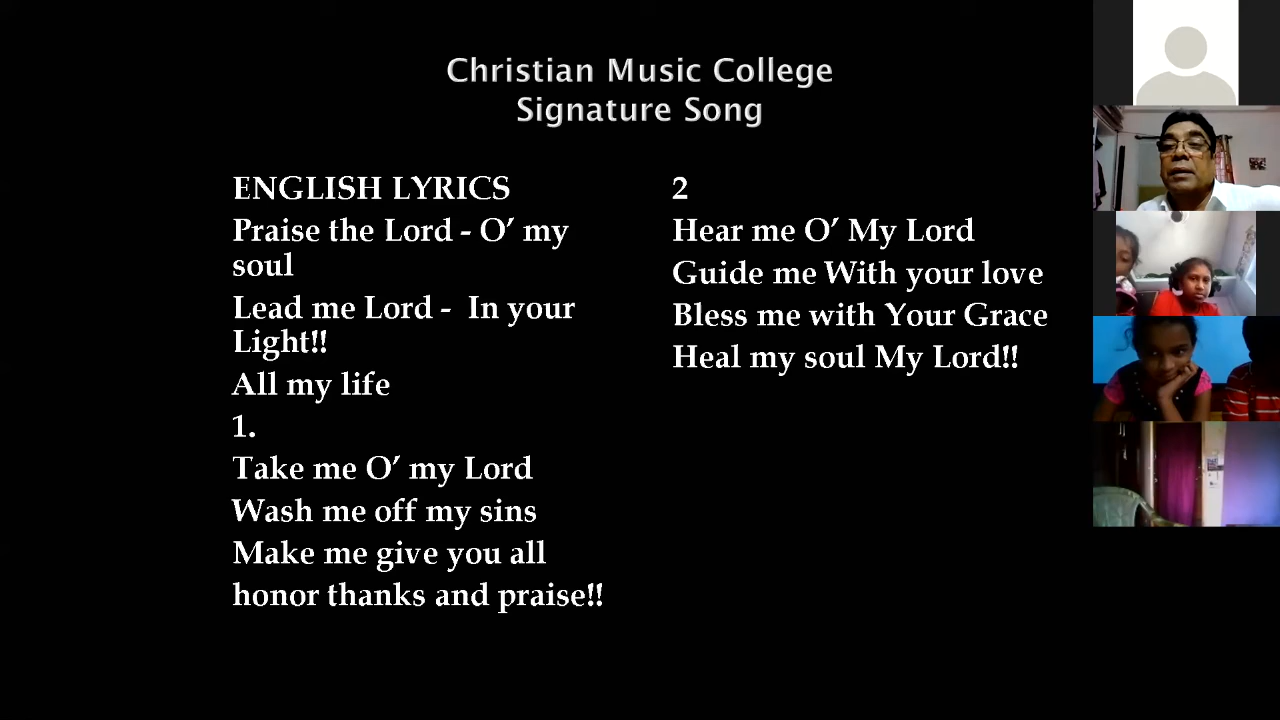 Christian Music College
Signature Song
ENGLISH LYRICS
Praise the Lord - O’ my
soul
Lead me Lord -  In your
Light!!
All my life
1.
Take me O’ my Lord
Wash me off my sins
Make me give you all
honor thanks and praise!!
2
Hear me O’ My Lord
Guide me With your love
Bless me with Your Grace
Heal my soul My Lord!!